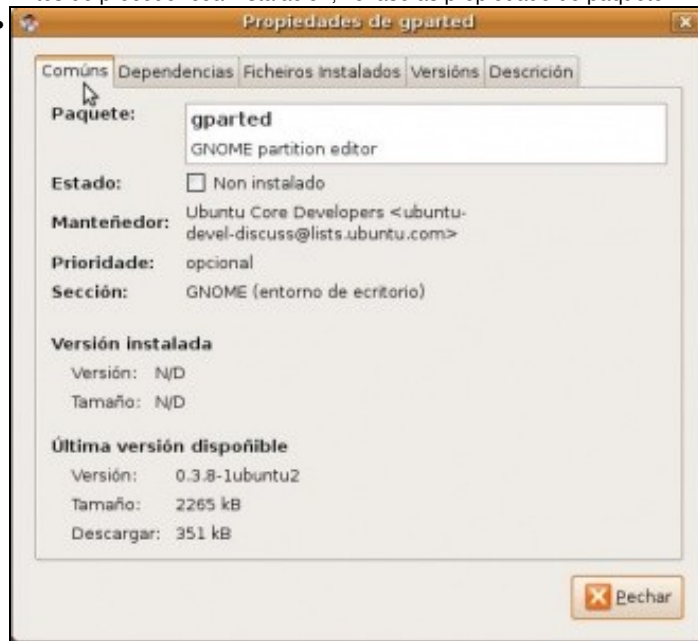 Propiedades de gparted
Comúns Dependencias Ficheiros Instalados Versións Descrición
Paquete: gparted
GNOME partition editor
Estado: Non instalado
Manteñedor: Ubuntu Core Developers <ubuntu-
devel-discuss@lists.ubuntu.com>
Prioridade: opcional
Sección: GNOME (entorno de ecritorio)
Versión instalada
Versión: N/D
Tamaño: N/D
Última versión dispoñible
Versión: 0.3.8-1ubuntu2
Tamaño: 2265 kB
Descargar: 351 kB
Pechar